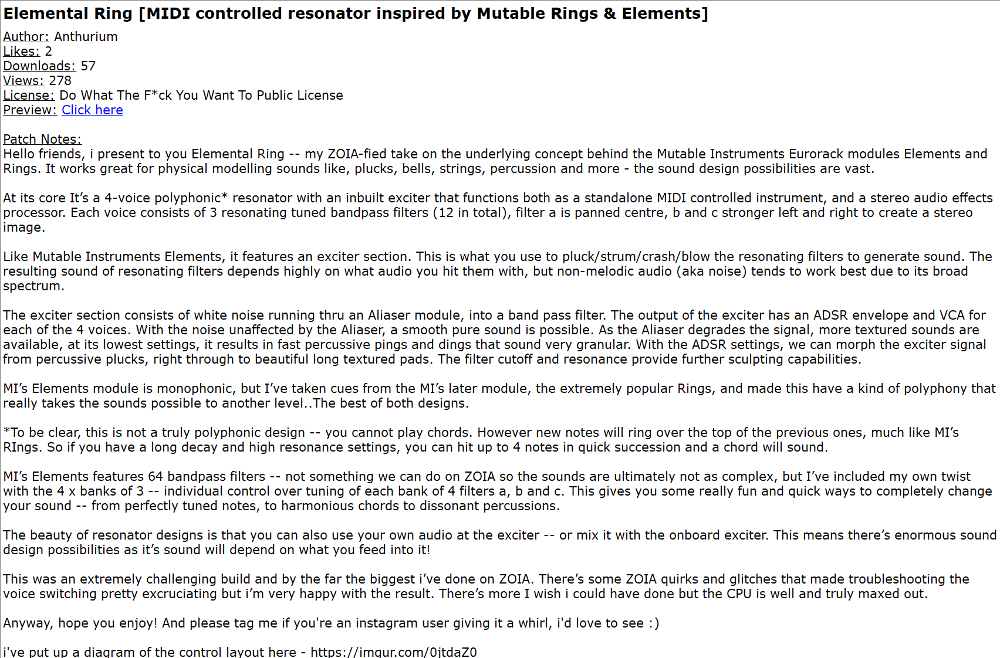 Elemental Ring [MIDI controlled resonator inspired by Mutable Rings & Elements]
Author: Anthurium
Likes: 2
Downloads: 57
Views: 278
License: Do What The F*ck You Want To Public License
Preview: Click here
Patch Notes:
Hello friends, i present to you Elemental Ring -- my ZOIA-fied take on the underlying concept behind the Mutable Instruments Eurorack modules Elements and
Rings. It works great for physical modelling sounds like, plucks, bells, strings, percussion and more - the sound design possibilities are vast.
At its core It’s a 4-voice polyphonic* resonator with an inbuilt exciter that functions both as a standalone MIDI controlled instrument, and a stereo audio effects
processor. Each voice consists of 3 resonating tuned bandpass filters (12 in total), filter a is panned centre, b and c stronger left and right to create a stereo
image.
Like Mutable Instruments Elements, it features an exciter section. This is what you use to pluck/strum/crash/blow the resonating filters to generate sound. The
resulting sound of resonating filters depends highly on what audio you hit them with, but non-melodic audio (aka noise) tends to work best due to its broad
spectrum.
The exciter section consists of white noise running thru an Aliaser module, into a band pass filter. The output of the exciter has an ADSR envelope and VCA for
each of the 4 voices. With the noise unaffected by the Aliaser, a smooth pure sound is possible. As the Aliaser degrades the signal, more textured sounds are
available, at its lowest settings, it results in fast percussive pings and dings that sound very granular. With the ADSR settings, we can morph the exciter signal
from percussive plucks, right through to beautiful long textured pads. The filter cutoff and resonance provide further sculpting capabilities.
MI’s Elements module is monophonic, but I’ve taken cues from the MI’s later module, the extremely popular Rings, and made this have a kind of polyphony that
really takes the sounds possible to another level..The best of both designs.
*To be clear, this is not a truly polyphonic design -- you cannot play chords. However new notes will ring over the top of the previous ones, much like MI’s
RIngs. So if you have a long decay and high resonance settings, you can hit up to 4 notes in quick succession and a chord will sound.
MI’s Elements features 64 bandpass filters -- not something we can do on ZOIA so the sounds are ultimately not as complex, but I’ve included my own twist
with the 4 x banks of 3 -- individual control over tuning of each bank of 4 filters a, b and c. This gives you some really fun and quick ways to completely change
your sound -- from perfectly tuned notes, to harmonious chords to dissonant percussions.
The beauty of resonator designs is that you can also use your own audio at the exciter -- or mix it with the onboard exciter. This means there’s enormous sound
design possibilities as it’s sound will depend on what you feed into it!
This was an extremely challenging build and by the far the biggest i’ve done on ZOIA. There’s some ZOIA quirks and glitches that made troubleshooting the
voice switching pretty excruciating but i’m very happy with the result. There’s more I wish i could have done but the CPU is well and truly maxed out.
Anyway, hope you enjoy! And please tag me if you're an instagram user giving it a whirl, i'd love to see :)
i've put up a diagram of the control layout here - https://imgur.com/0jtdaZ0